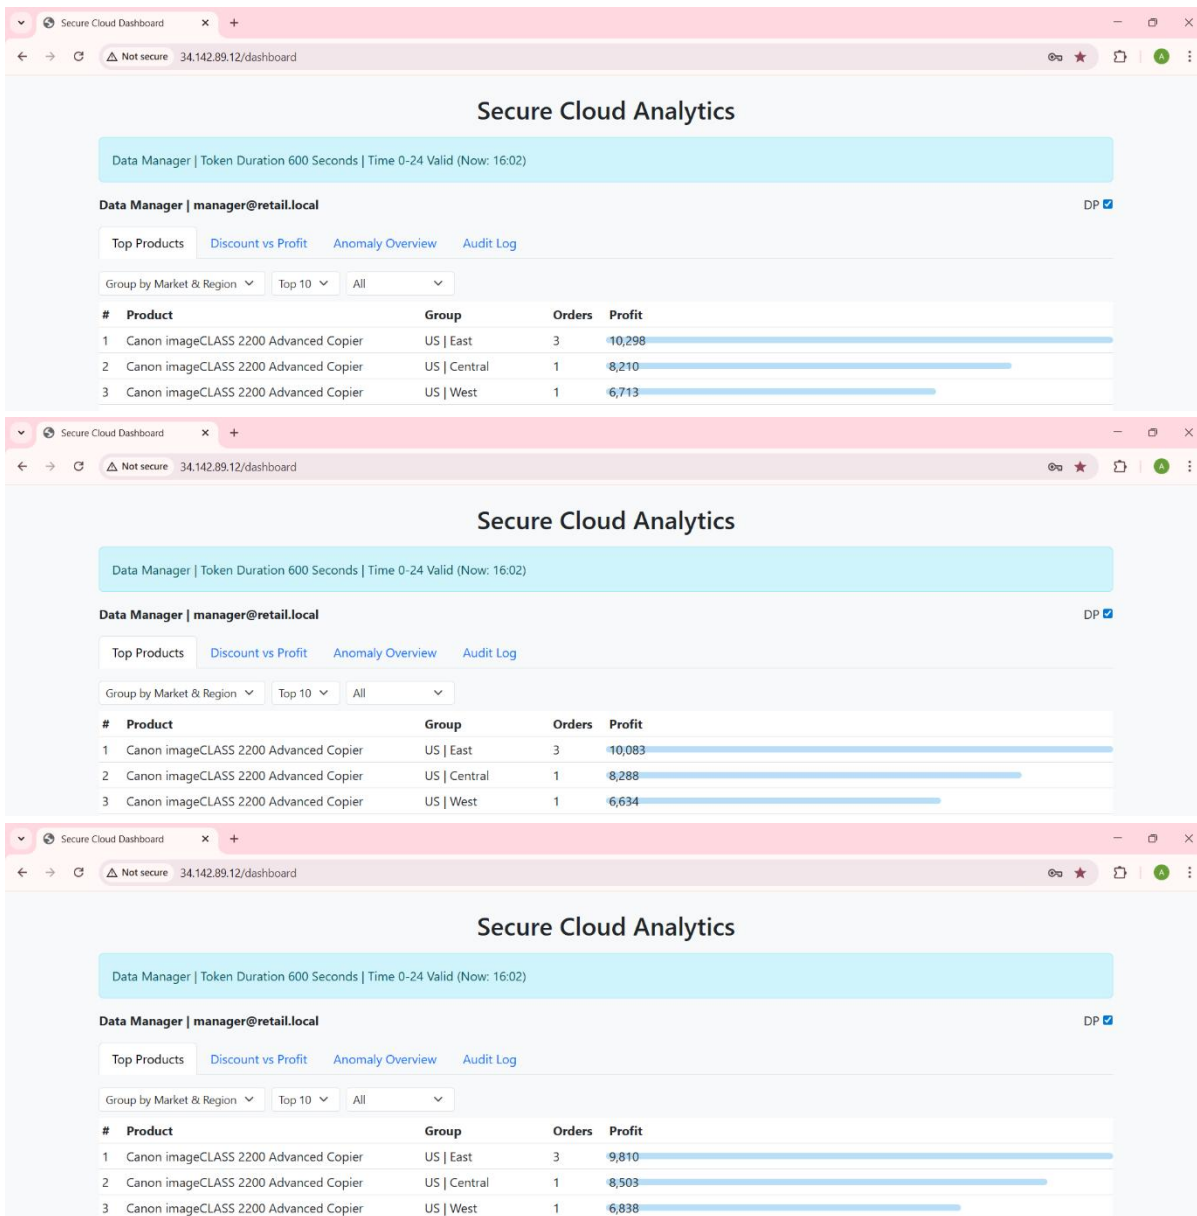 Secure Cloud Dashboard
Not secure 34.142.89.12/dashboard A
Secure Cloud Analytics
Data Manager | Token Duration 600 Seconds | Time 0-24 Valid (Now: 16:02)
Data Manager | manager@retail.local DP
Top Products Discount vs Profit Anomaly Overview Audit Log
Group by Market & Region Top 10 All
# Product Group Orders Profit
1 Canon imageCLASS 2200 Advanced Copier US | East 3 10,298
2 Canon imageCLASS 2200 Advanced Copier US | Central 1 8,210
3 Canon imageCLASS 2200 Advanced Copier US | West 1 6,713
Secure Cloud Dashboard
Not secure 34.142.89.12/dashboard A
Secure Cloud Analytics
Data Manager | Token Duration 600 Seconds | Time 0-24 Valid (Now: 16:02)
Data Manager | manager@retail.local DP
Top Products Discount vs Profit Anomaly Overview Audit Log
Group by Market & Region Top 10 All
# Product Group Orders Profit
1 Canon imageCLASS 2200 Advanced Copier US | East 3 10,083
2 Canon imageCLASS 2200 Advanced Copier US | Central 1 8,288
3 Canon imageCLASS 2200 Advanced Copier US | West 1 6,634
Secure Cloud Dashboard
Not secure 34.142.89.12/dashboard A
Secure Cloud Analytics
Data Manager | Token Duration 600 Seconds | Time 0-24 Valid (Now: 16:02)
Data Manager | manager@retail.local DP
Top Products Discount vs Profit Anomaly Overview Audit Log
Group by Market & Region Top 10 All
# Product Group Orders Profit
1 Canon imageCLASS 2200 Advanced Copier US | East 3 9,810
2 Canon imageCLASS 2200 Advanced Copier US | Central 1 8,503
3 Canon imageCLASS 2200 Advanced Copier US | West 1 6,838